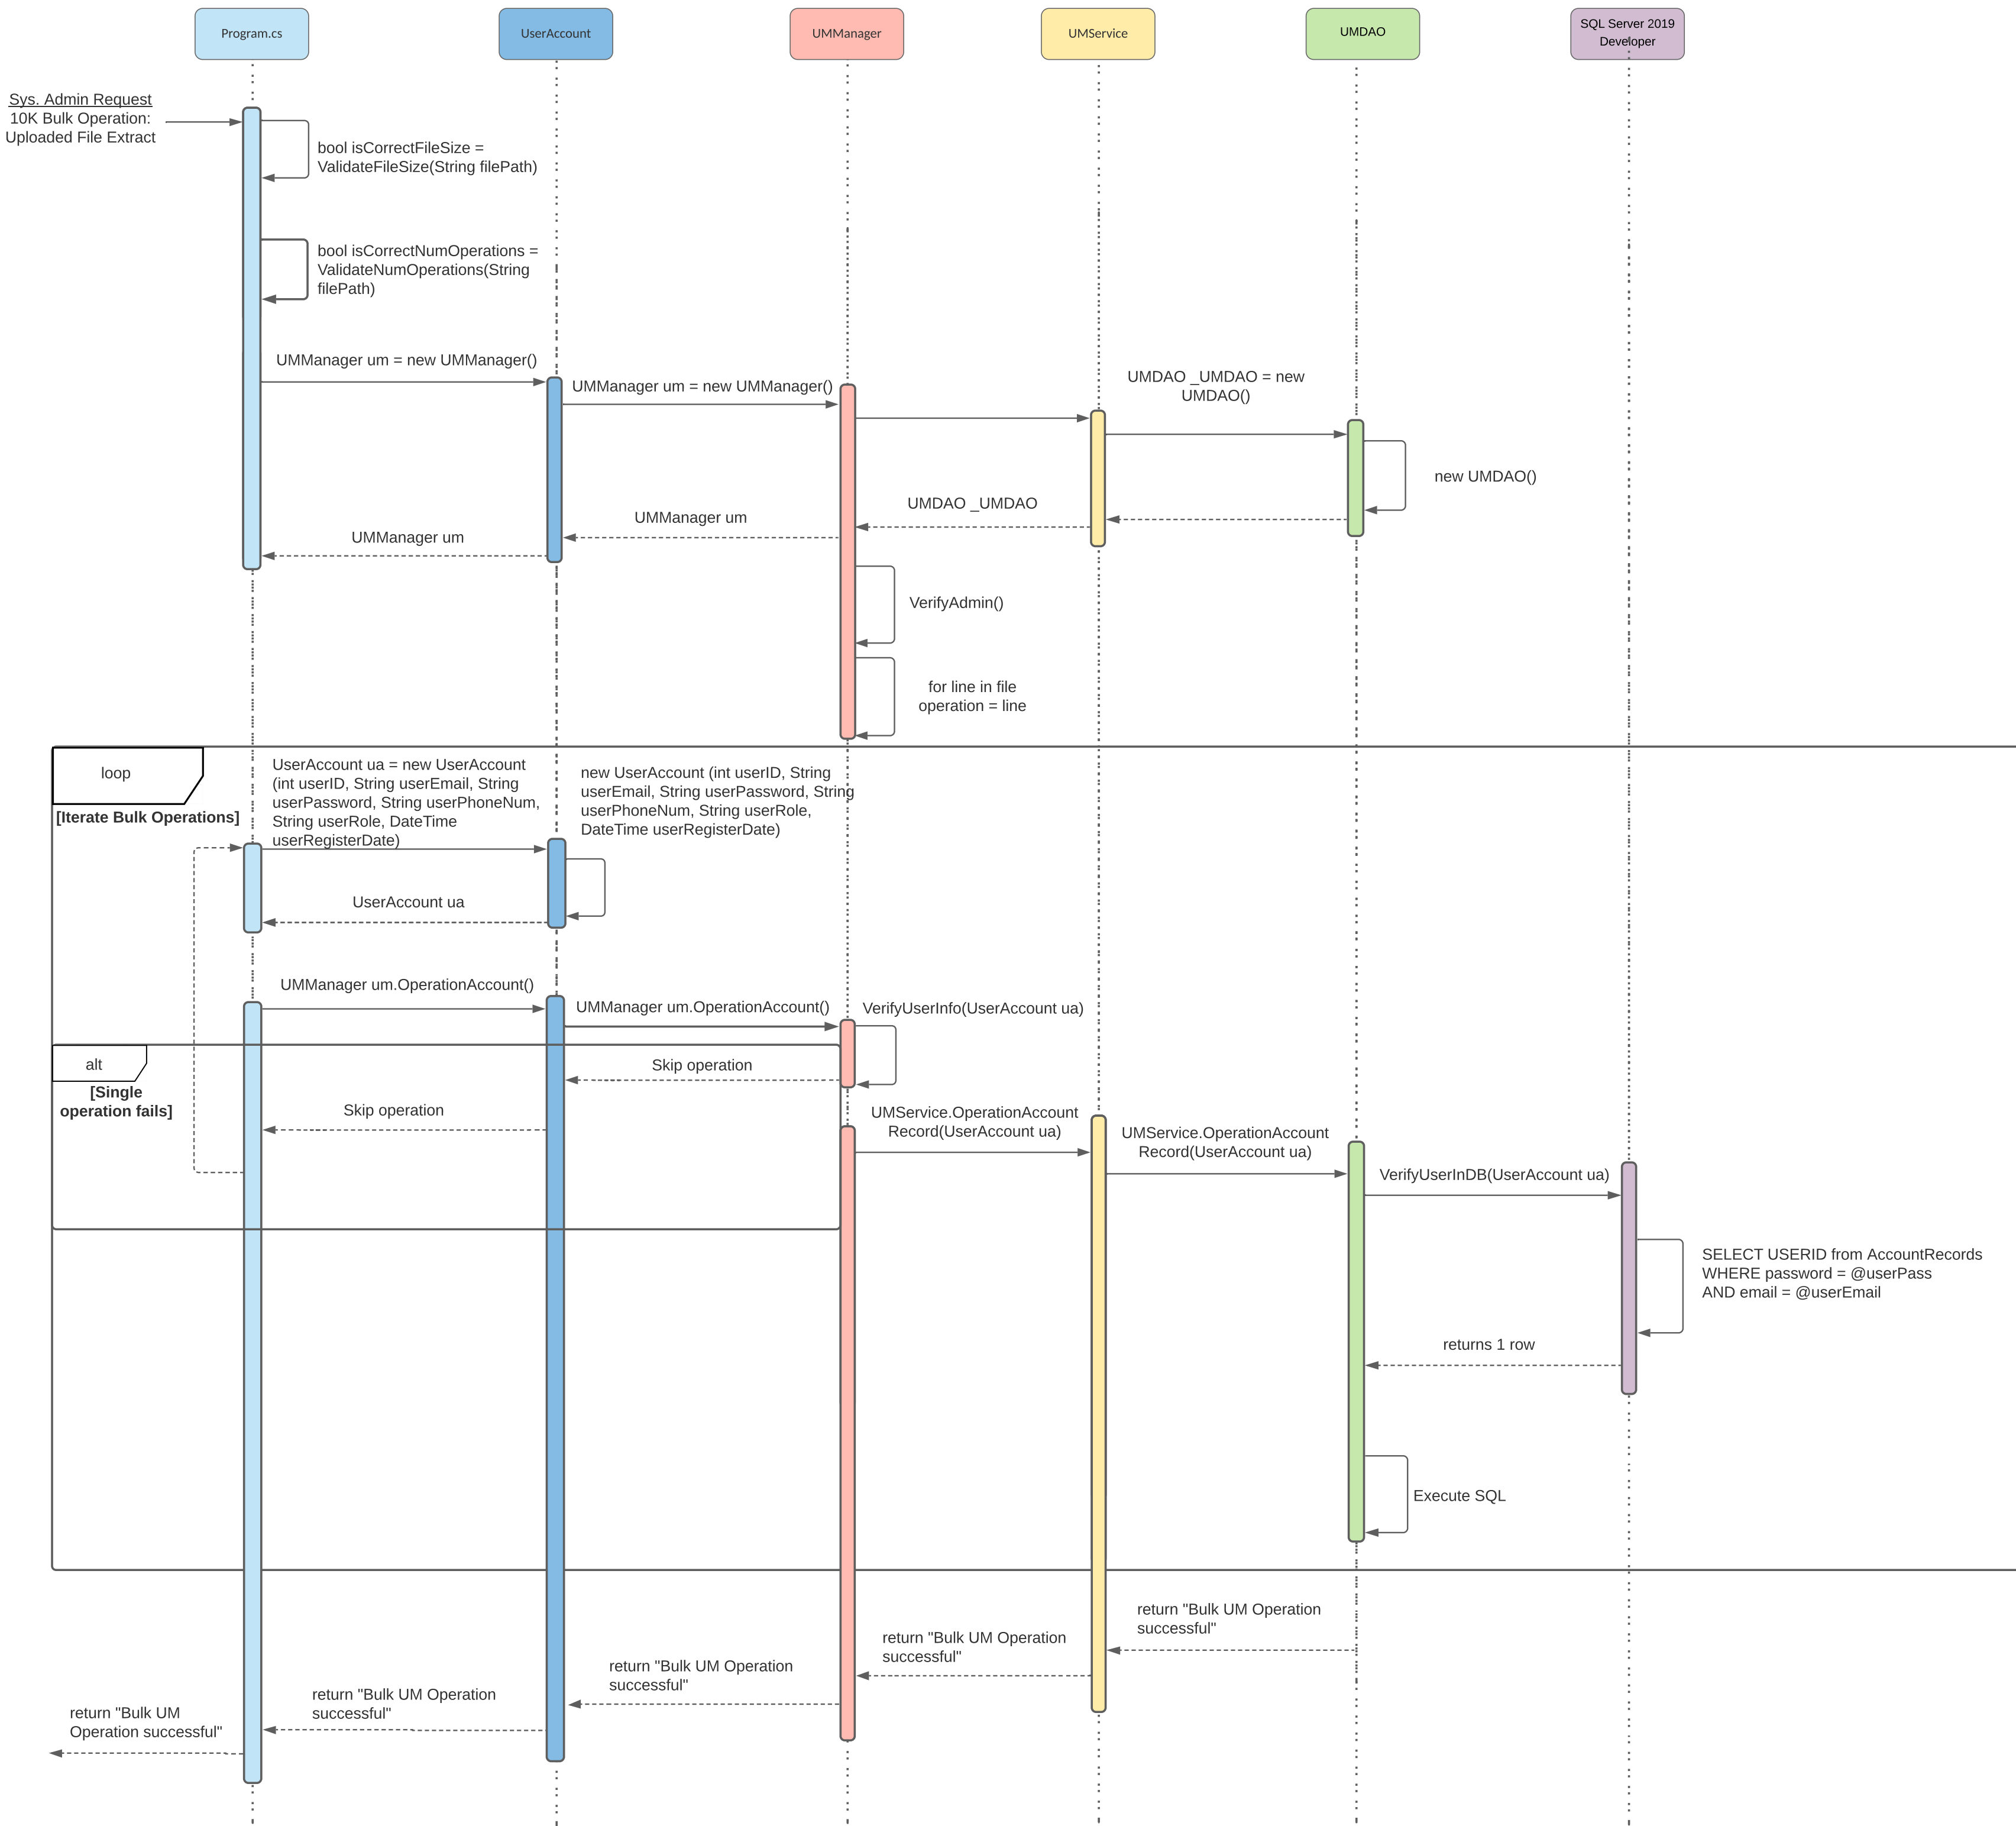 Program.cs
UserAccount
UMManager
UMService
UMDAO
SQL Server 2019
Developer
Sys. Admin Request
10K Bulk Operation:
Uploaded File Extract
bool isCorrectFileSize =
ValidateFileSize(String filePath)
bool isCorrectNumOperations =
ValidateNumOperations(String
filePath)
UMManager um = new UMManager()
UMManager um = new UMManager()
UMDAO _UMDAO = new
UMDAO()
new UMDAO()
UMDAO _UMDAO
UMManager um
UMManager um
VerifyAdmin()
for line in file
operation = line
loop
[Iterate Bulk Operations]
UserAccount ua = new UserAccount
(int userID, String userEmail, String
userPassword, String userPhoneNum,
String userRole, DateTime
userRegisterDate)
new UserAccount (int userID, String
userEmail, String userPassword, String
userPhoneNum, String userRole,
DateTime userRegisterDate)
UserAccount ua
UMManager um.OperationAccount()
UMManager um.OperationAccount()
VerifyUserInfo(UserAccount ua)
alt
[Single
operation fails]
Skip operation
Skip operation
UMService.OperationAccount
Record(UserAccount ua)
UMService.OperationAccount
Record(UserAccount ua)
VerifyUserInDB(UserAccount ua)
SELECT USERID from AccountRecords
WHERE password = @userPass
AND email = @userEmail
returns 1 row
Execute SQL
return "Bulk UM Operation
successful"
return "Bulk UM Operation
successful"
return "Bulk UM Operation
successful"
return "Bulk UM Operation
successful"
return "Bulk UM
Operation successful"